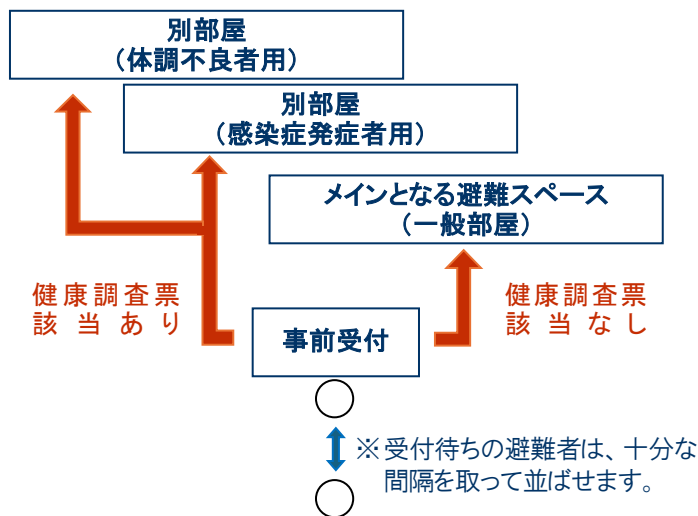 別部屋
（体調不良者用）
別部屋
（感染症発症者用）
メインとなる避難スペース
（一般部屋）
健康調査票
該当あり
健康調査票
該当なし
事前受付
※受付待ちの避難者は、十分な
間隔を取って並ばせます。